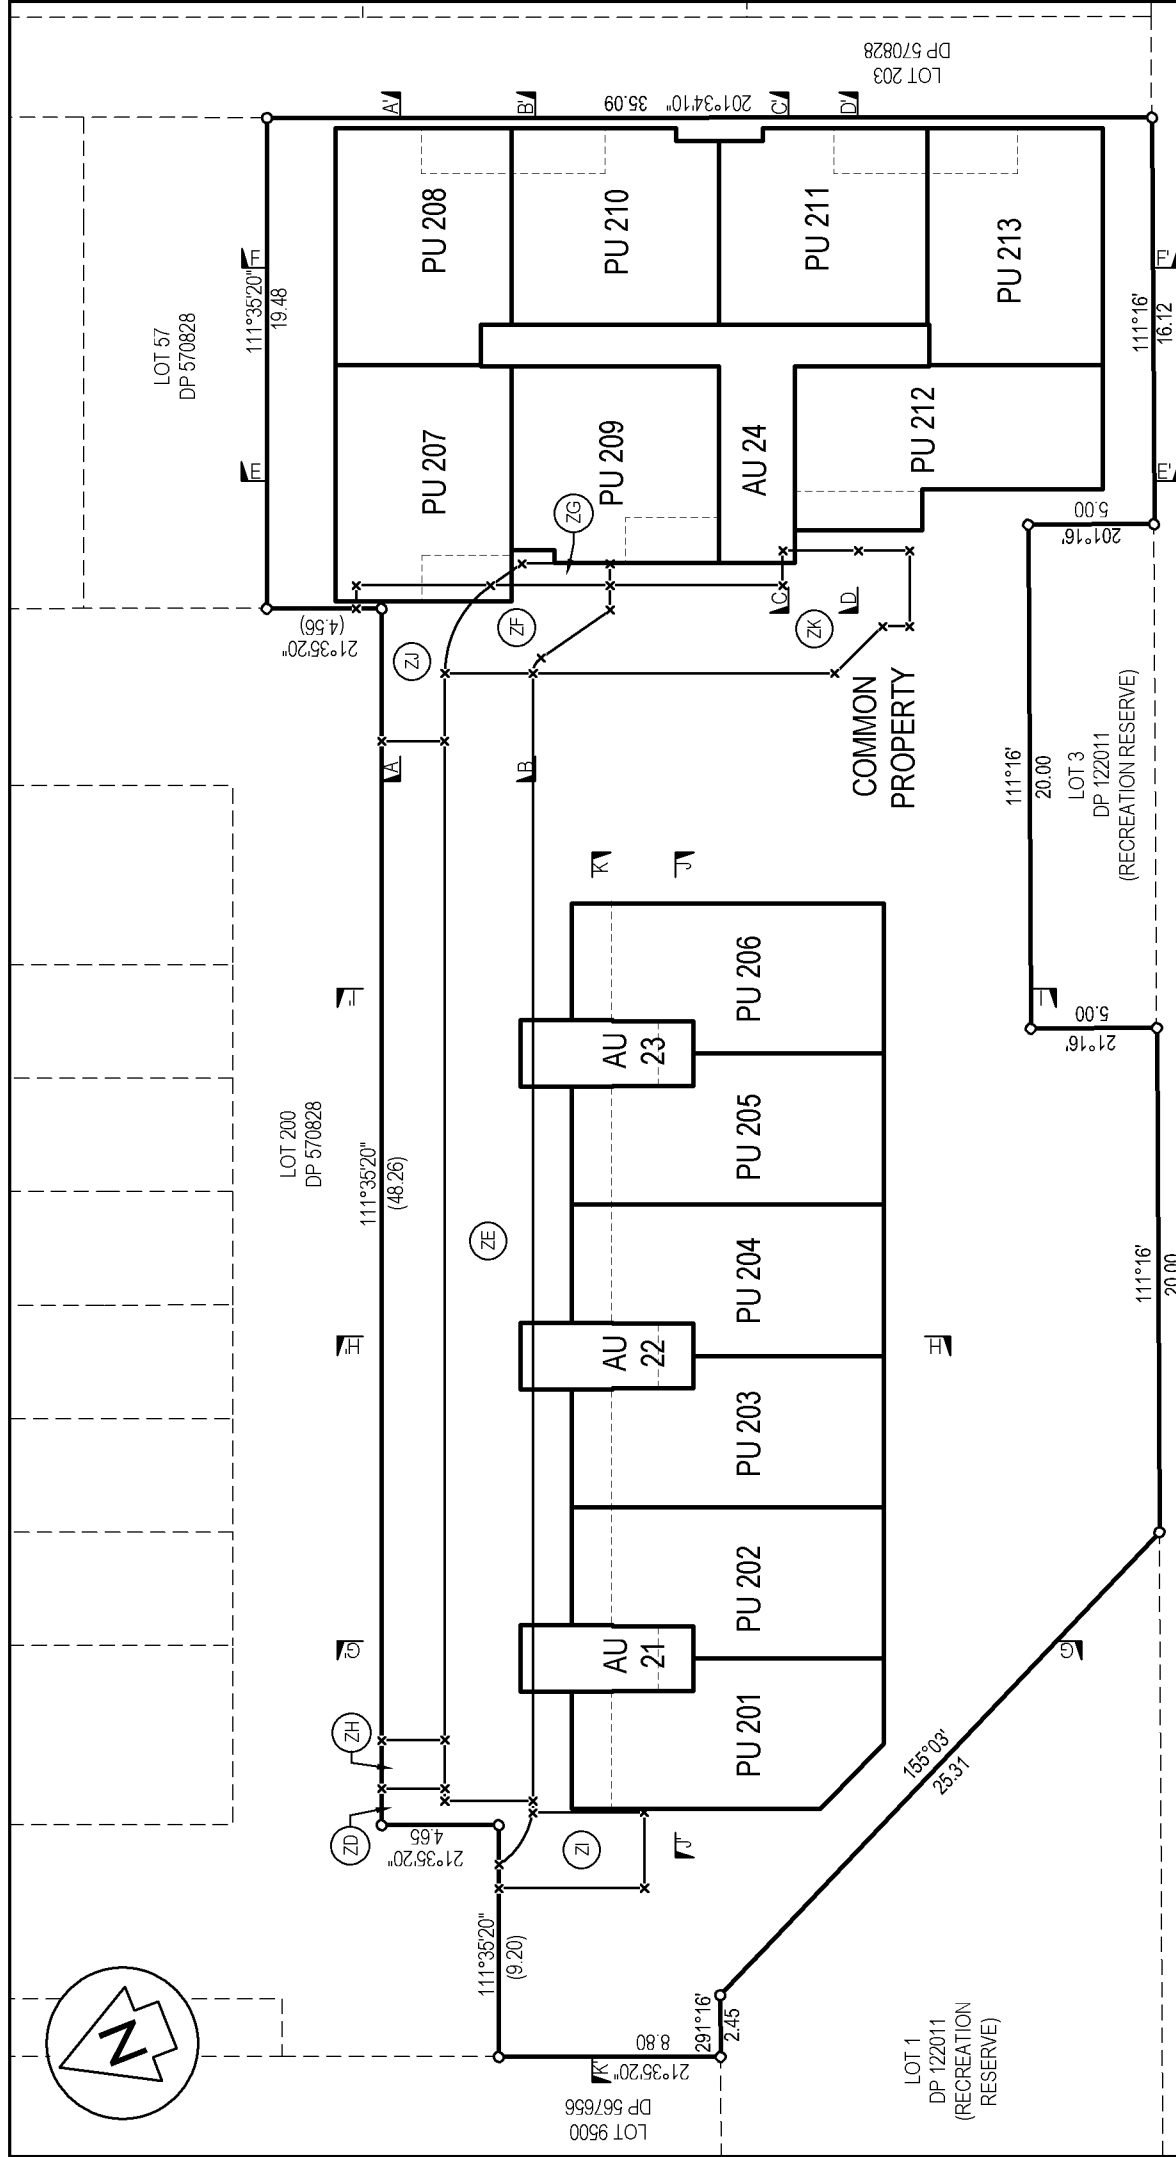 LOT 203
DP 570828
201°34'10"
35.09
A'
B'
C'
D'
LOT 57
DP 570828
F
111°35'20"
19.48
E
PU 208
PU 210
PU 211
PU 213
PU 207
PU 209
AU 24
PU 212
F'
111°16'
16.12
E'
21°35'20"
(4.56)
ZJ
ZF
ZG
C
D
ZK
201°16'
5.00
A
B
COMMON
PROPERTY
111°16'
20.00
LOT 3
DP 122011
(RECREATION RESERVE)
K
J
I'
I
21°16'
5.00
LOT 200
DP 570828
111°35'20"
(48.26)
ZE
PU 206
AU
23
PU 205
PU 204
AU
22
PU 203
PU 202
AU
21
PU 201
H'
H
G'
G
111°16'
20.00
ZH
ZD
21°35'20"
4.65
ZI
J'
155°03'
25.31
111°35'20"
(9.20)
291°16'
2.45
21°35'20"
8.80
K'
N
LOT 9500
DP 567656
LOT 1
DP 122011
(RECREATION
RESERVE)